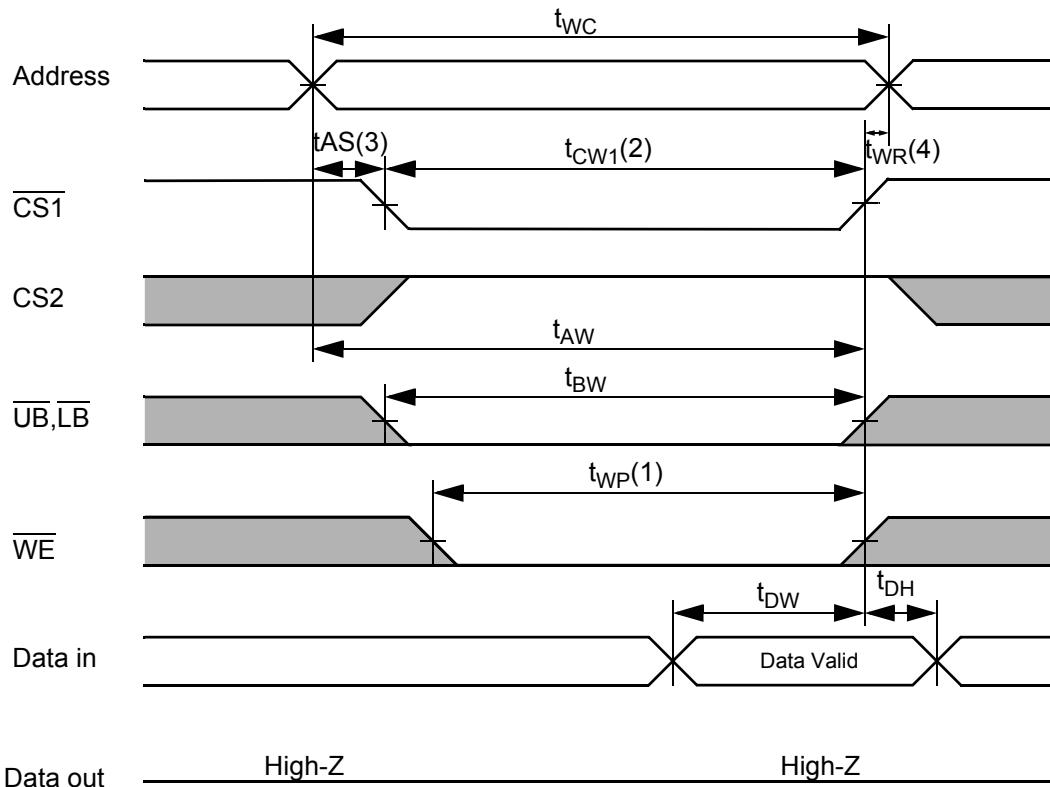 tWC
Address
tAS(3) tCW1(2) tWR(4)
CS1
CS2
tAW
tBW
UB,LB
tWP(1)
WE
tDW tDH
Data in Data Valid
Data out High-Z High-Z